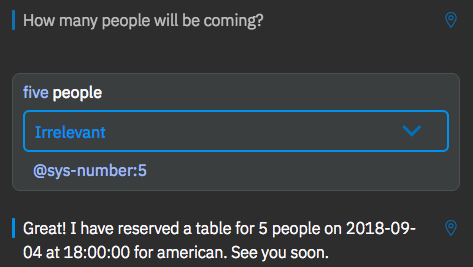 How many people will be coming?
five people
Irrelevant
@sys-number:5
Great! I have reserved a table for 5 people on 2018-09-
04 at 18:00:00 for american. See you soon.